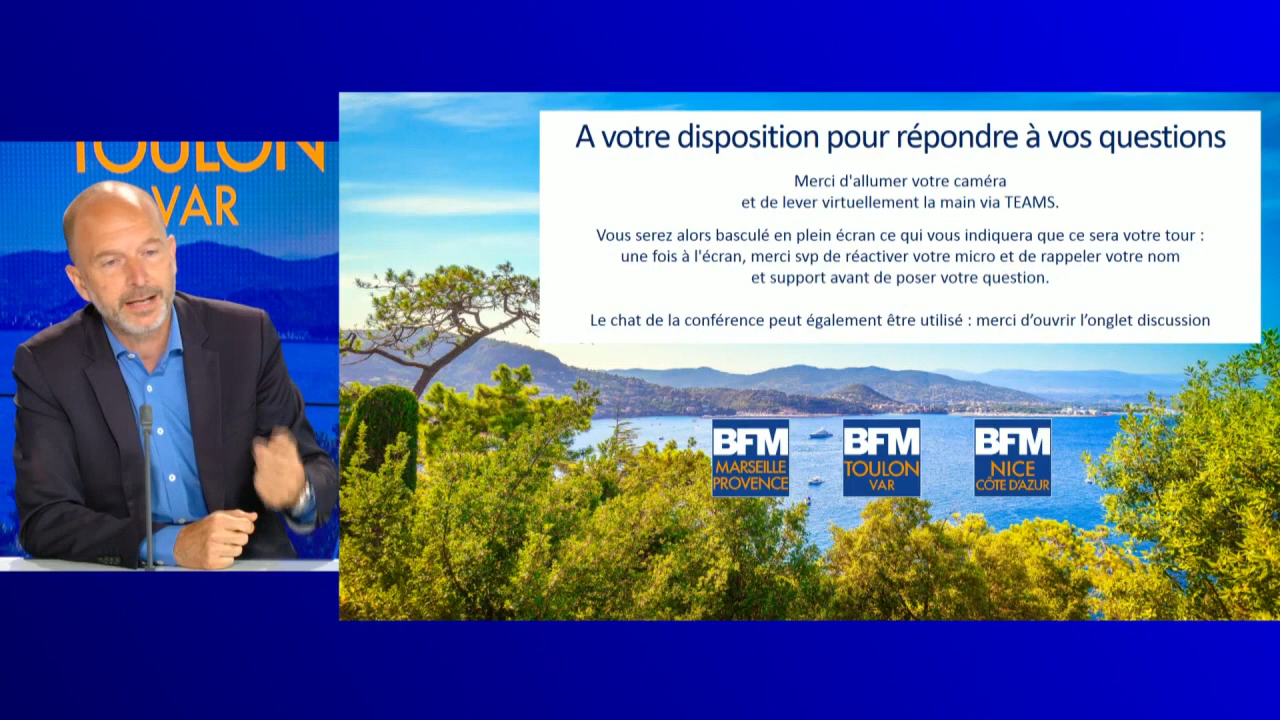 TOULON
VAR
A votre disposition pour répondre à vos questions
Merci d'allumer votre caméra
et de lever virtuellement la main via TEAMS.
Vous serez alors basculé en plein écran ce qui vous indiquera que ce sera votre tour :
une fois à l'écran, merci svp de réactiver votre micro et de rappeler votre nom
et support avant de poser votre question.
Le chat de la conférence peut également être utilisé : merci d’ouvrir l’onglet discussion
BFM
MARSEILLE
PROVENCE
BFM
TOULON
VAR
BFM
NICE
CÔTE D'AZUR